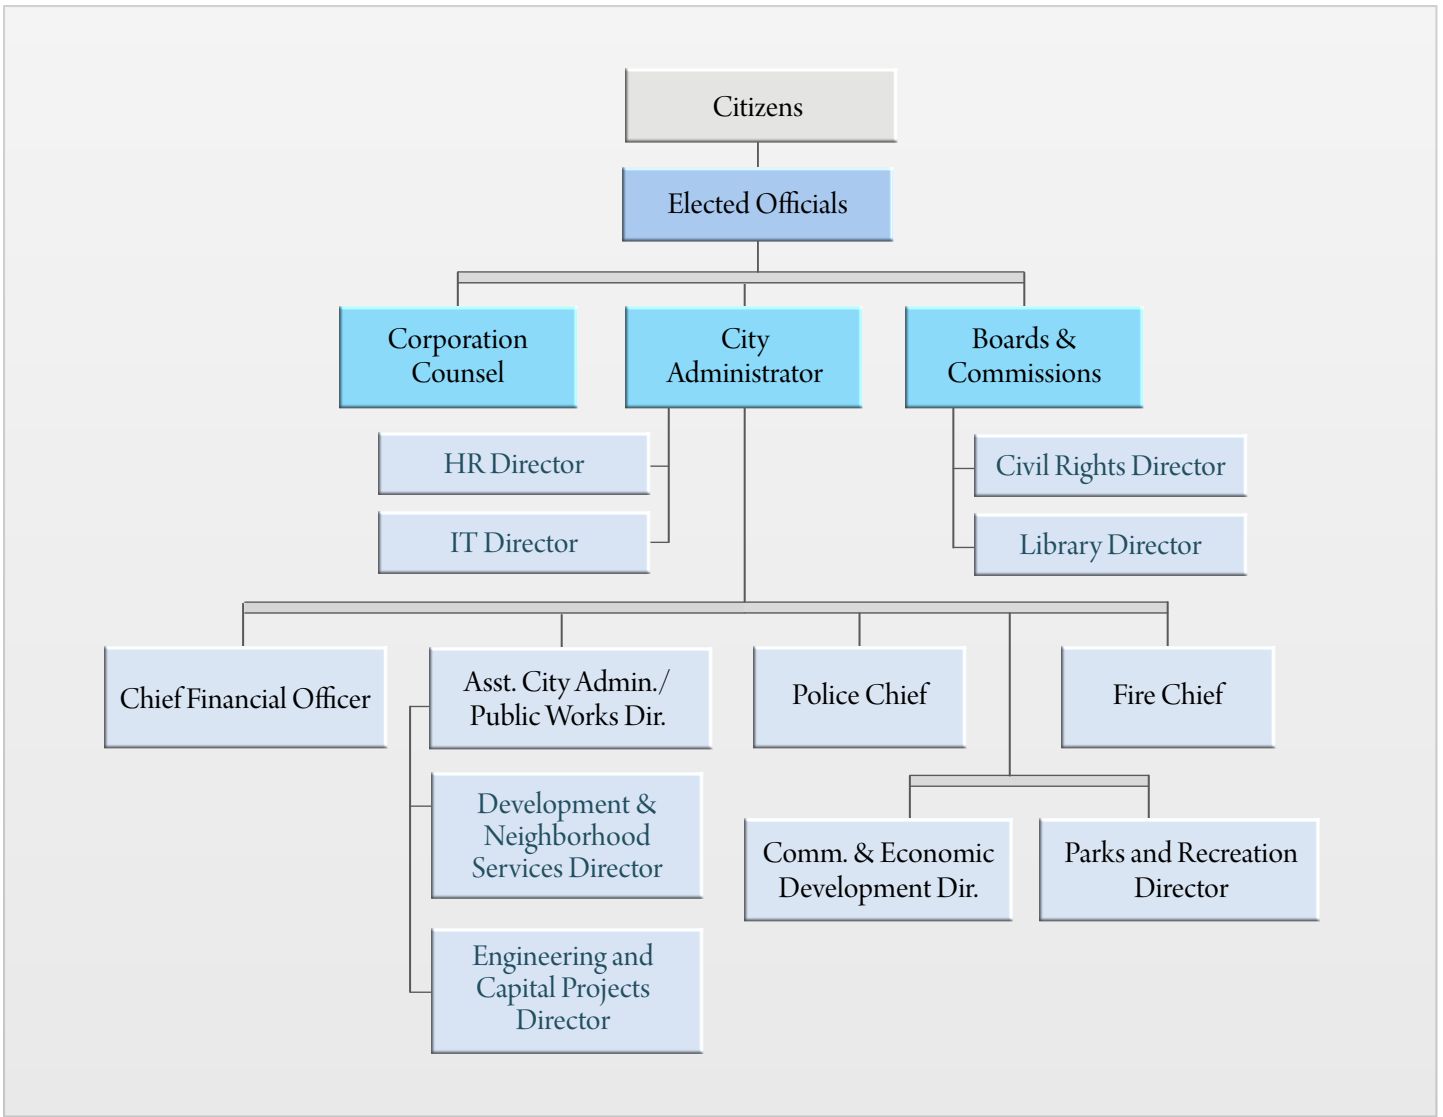 Citizens
Elected Officials
Corporation
Counsel
City
Administrator
Boards &
Commissions
HR Director
IT Director
Civil Rights Director
Library Director
Chief Financial Officer
Asst. City Admin./
Public Works Dir.
Police Chief
Fire Chief
Development &
Neighborhood
Services Director
Comm. & Economic
Development Dir.
Parks and Recreation
Director
Engineering and
Capital Projects
Director